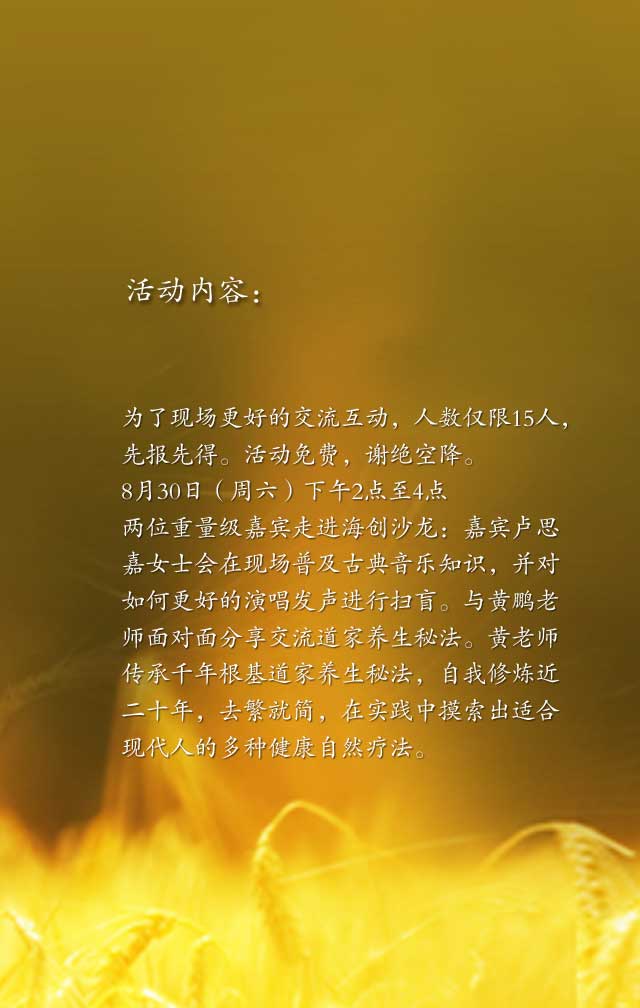 活动内容：
为了现场更好的交流互动，人数仅限15人，
先报先得。活动免费，谢绝空降。
8月30日（周六）下午2点至4点
两位重量级嘉宾走进海创沙龙：嘉宾卢思
嘉女士会在现场普及古典音乐知识，并对
如何更好的演唱发声进行扫盲。与黄鹏老
师面对面分享交流道家养生秘法。黄老师
传承千年根基道家养生秘法，自我修炼近
二十年，去繁就简，在实践中摸索出适合
现代人的多种健康自然疗法。